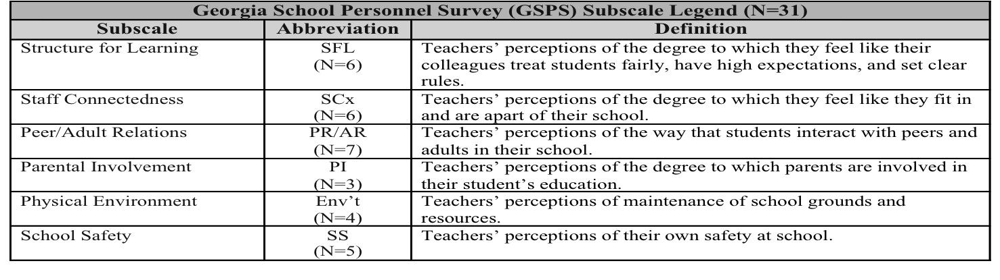 Georgia School Personnel Survey (GSPS) Subscale Legend (N=31)
Subscale Abbreviation Definition
Structure for Learning SFL Teachers’ perceptions of the degree to which they feel like their
(N=6) colleagues treat students fairly, have high expectations, and set clear
rules.
Staff Connectedness SCx Teachers’ perceptions of the degree to which they feel like they fit in
(N=6) and are apart of their school.
Peer/Adult Relations PR/AR Teachers’ perceptions of the way that students interact with peers and
(N=7) adults in their school.
Parental Involvement PI Teachers’ perceptions of the degree to which parents are involved in
(N=3) their student’s education.
Physical Environment Env’t Teachers’ perceptions of maintenance of school grounds and
(N=4) resources.
School Safety SS Teachers’ perceptions of their own safety at school.
(N=5)